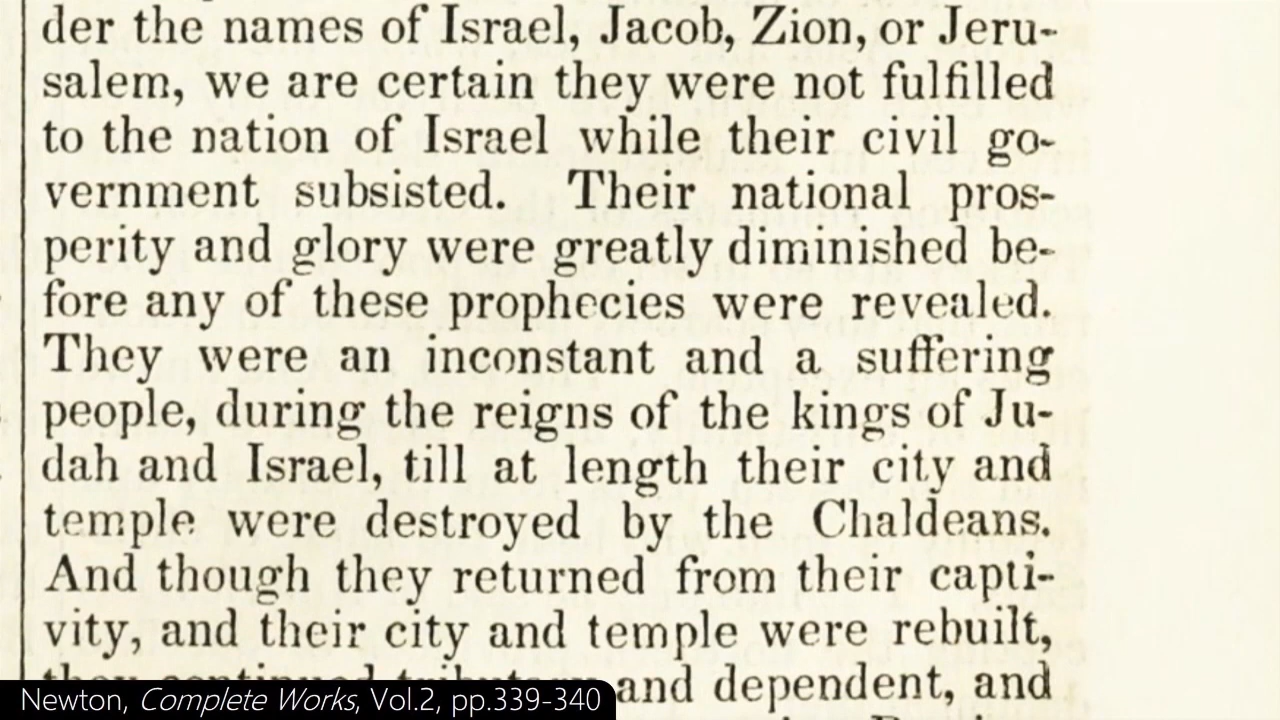 der the names of Israel, Jacob, Zion, or Jeru-
salem, we are certain they were not fulfilled
to the nation of Israel while their civil go-
vernment subsisted. Their national pros-
perity and glory were greatly diminished be-
fore any of these prophecies were revealed.
They were an inconstant and a suffering
people, during the reigns of the kings of Ju-
dah and Israel, till at length their city and
temple were destroyed by the Chaldeans.
And though they returned from their capti-
vity, and their city and temple were rebuilt,
they continued tributary and dependent, and
Newton, Complete Works, Vol.2, pp.339-340